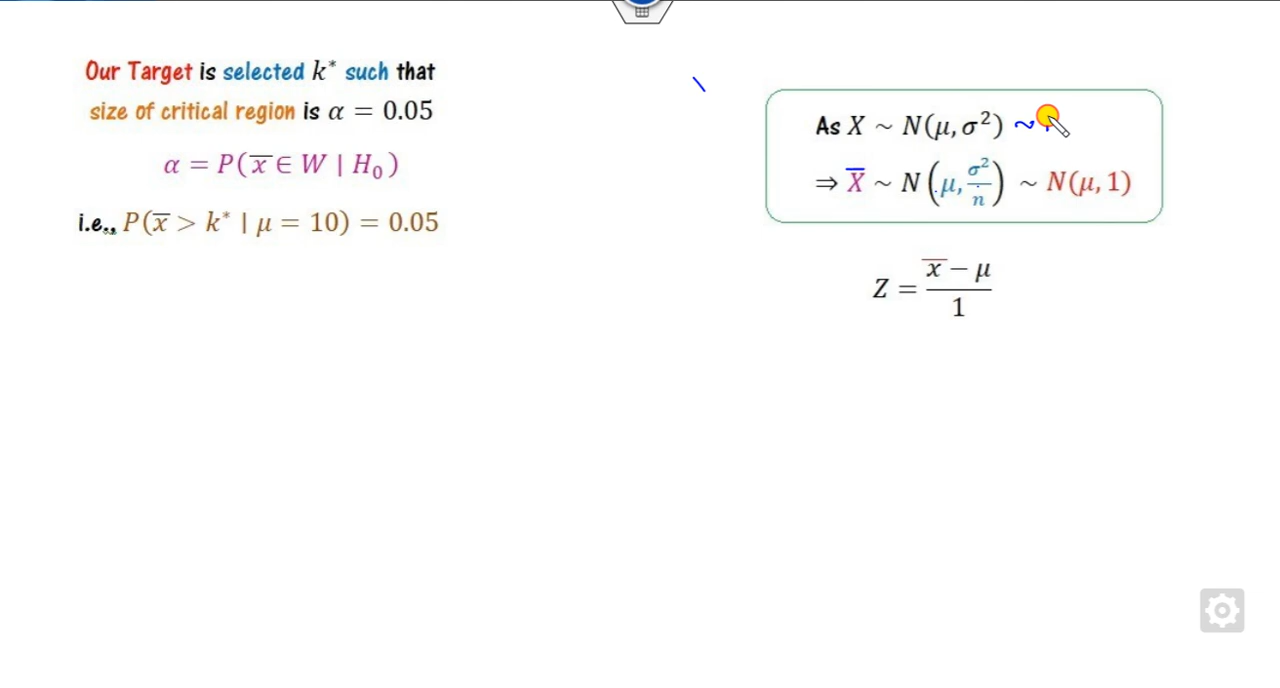 Our Target is selected k* such that
size of critical region is α = 0.05
α = P(x̅ ∈ W | H₀)
i.e., P(x̅ > k* | μ = 10) = 0.05
As X ~ N(μ, σ²) ~
⇒ X̅ ~ N(μ, σ²/n) ~ N(μ, 1)
Z = (x̅ − μ)/1